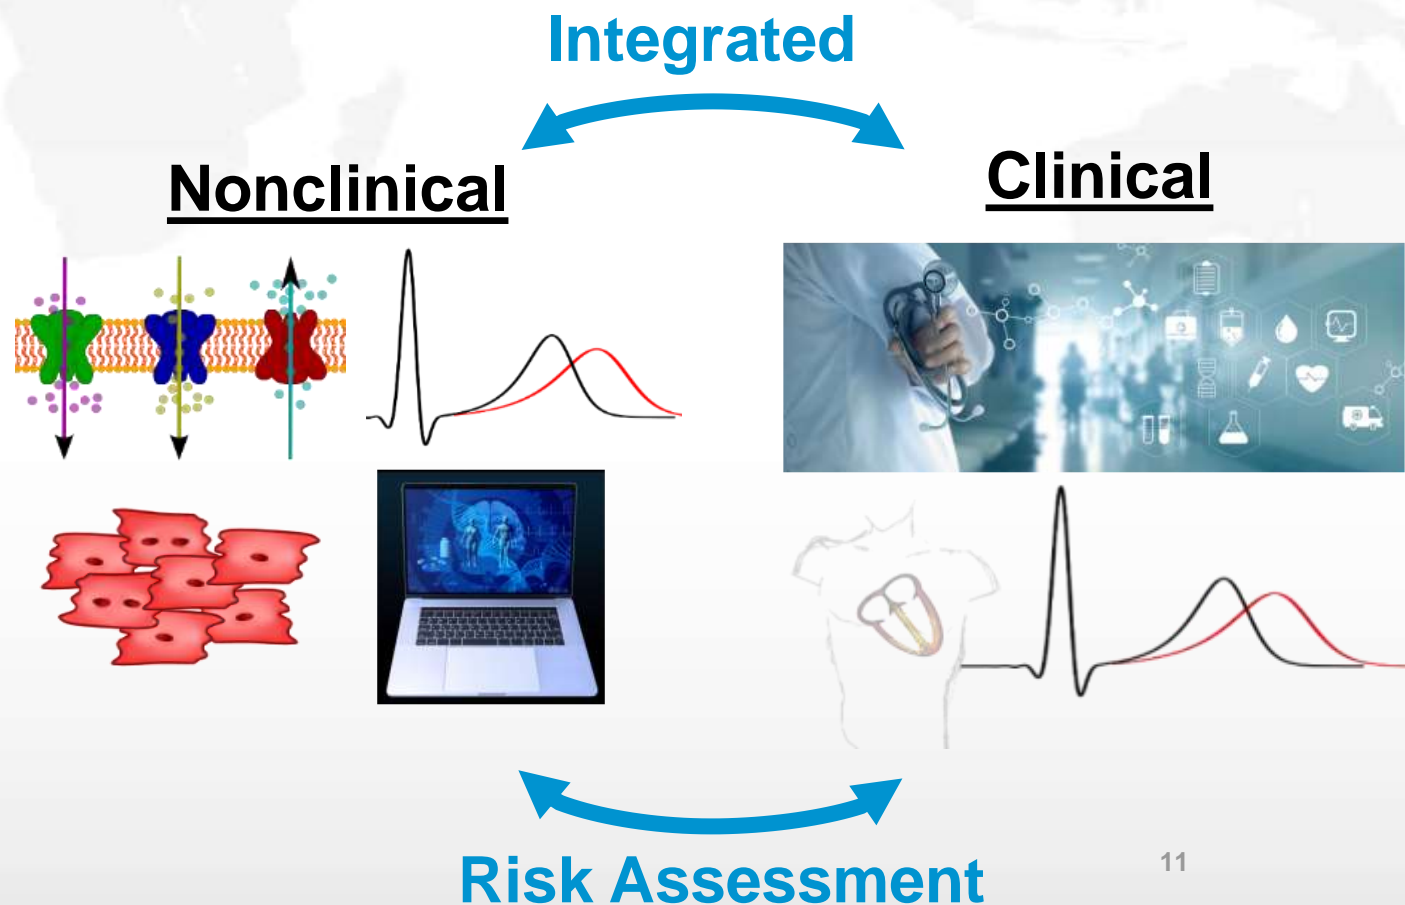 Integrated
Nonclinical
Clinical
Risk Assessment
11